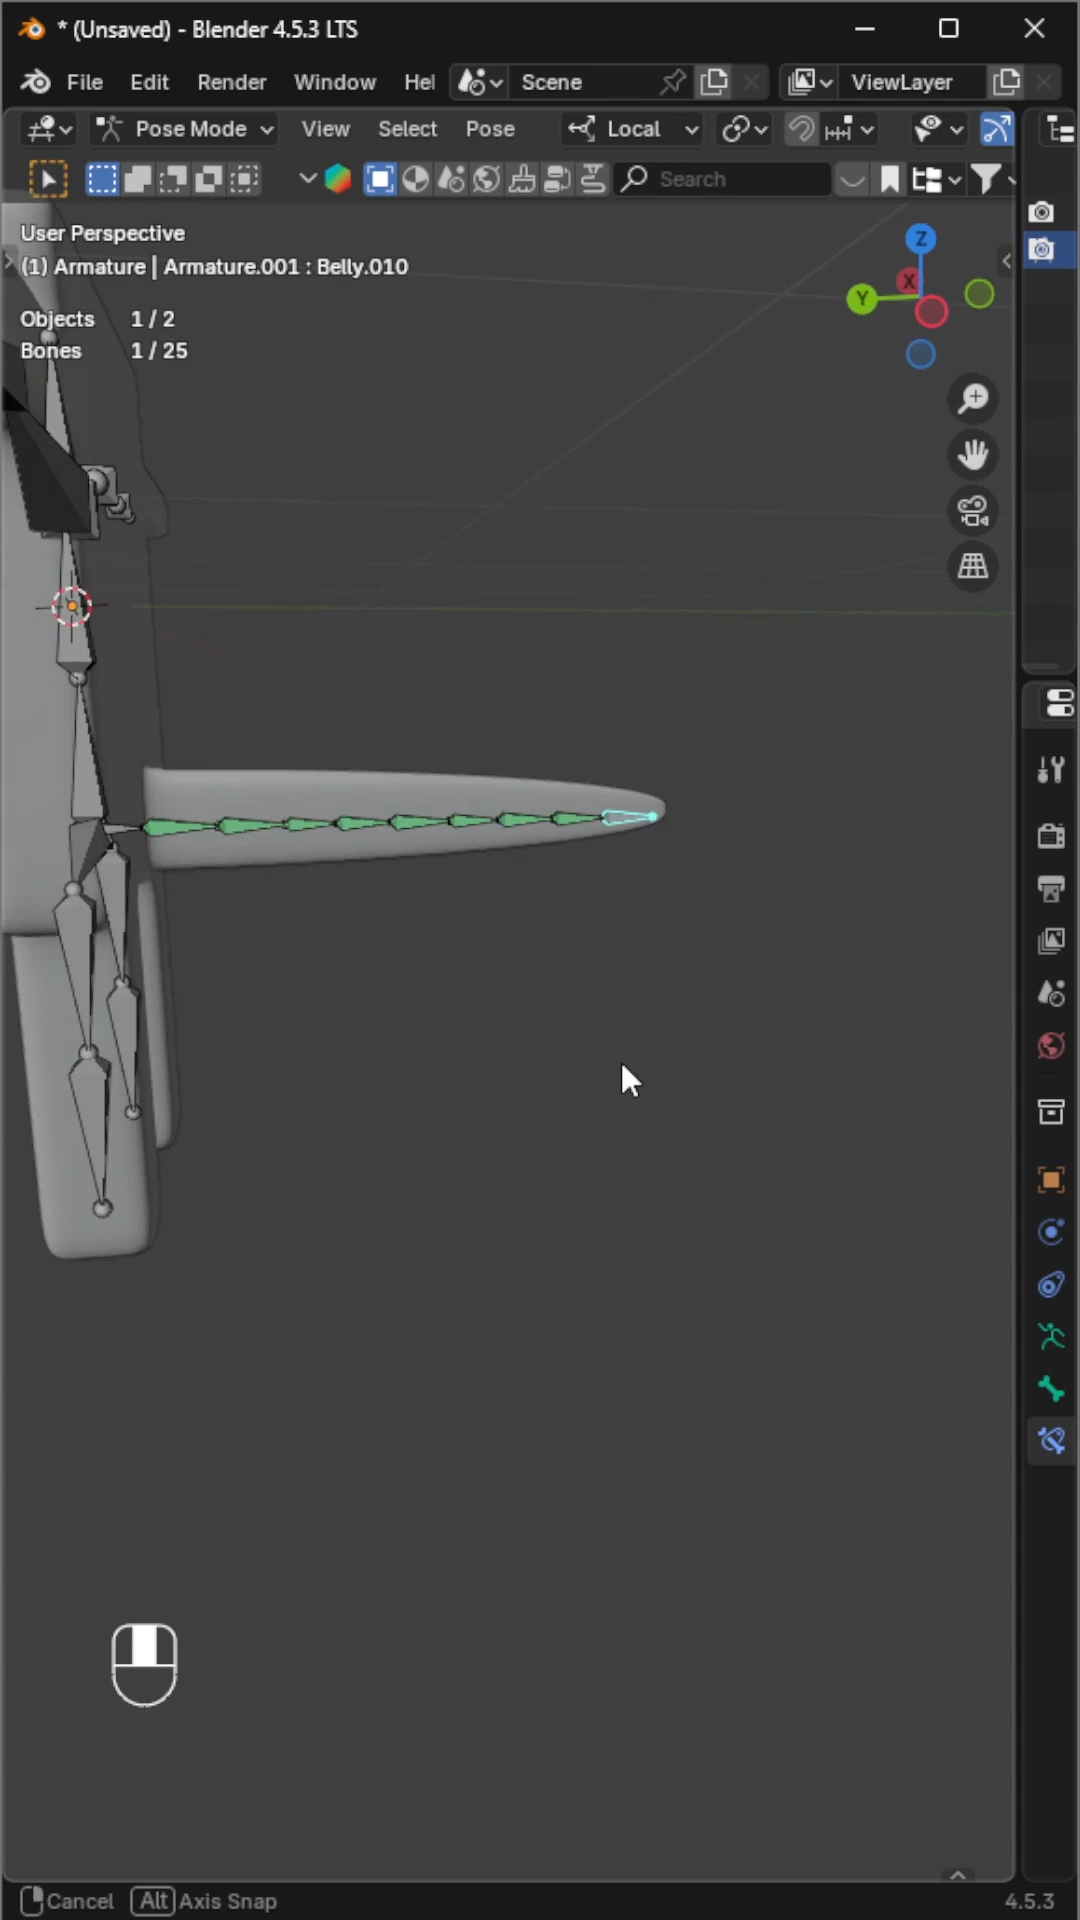 * (Unsaved) - Blender 4.5.3 LTS
File Edit Render Window Hel Scene ViewLayer
Pose Mode View Select Pose Local
Search
User Perspective
(1) Armature | Armature.001 : Belly.010
Objects 1 / 2
Bones 1 / 25
Z
X
Y
Cancel Alt Axis Snap 4.5.3